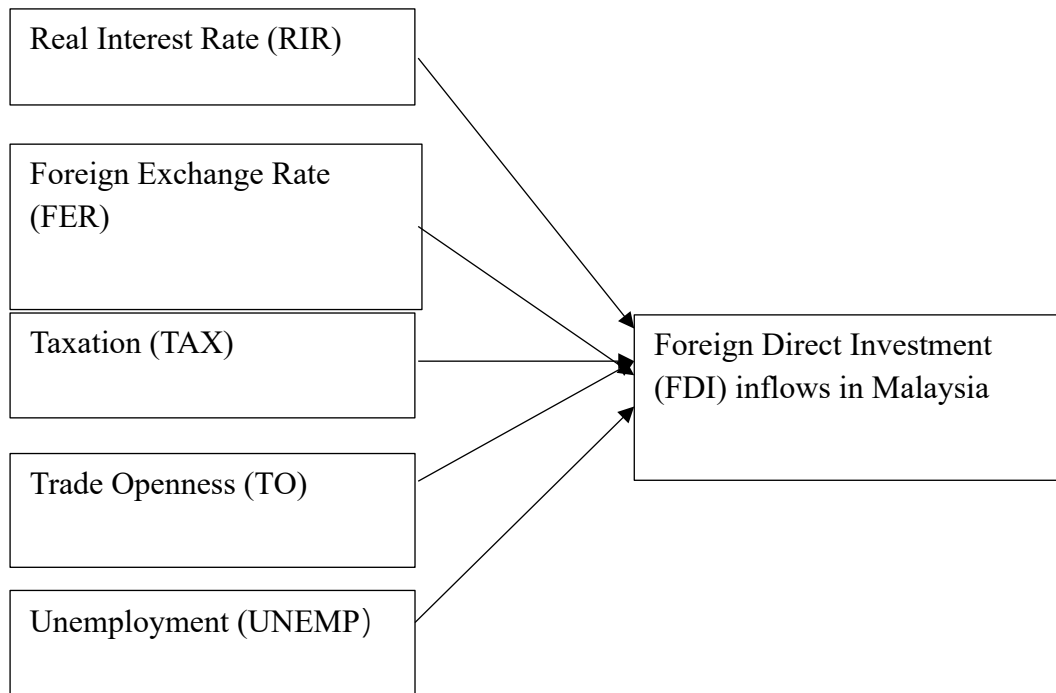 Real Interest Rate (RIR)
Foreign Exchange Rate
(FER)
Taxation (TAX)
Foreign Direct Investment
(FDI) inflows in Malaysia
Trade Openness (TO)
Unemployment (UNEMP）